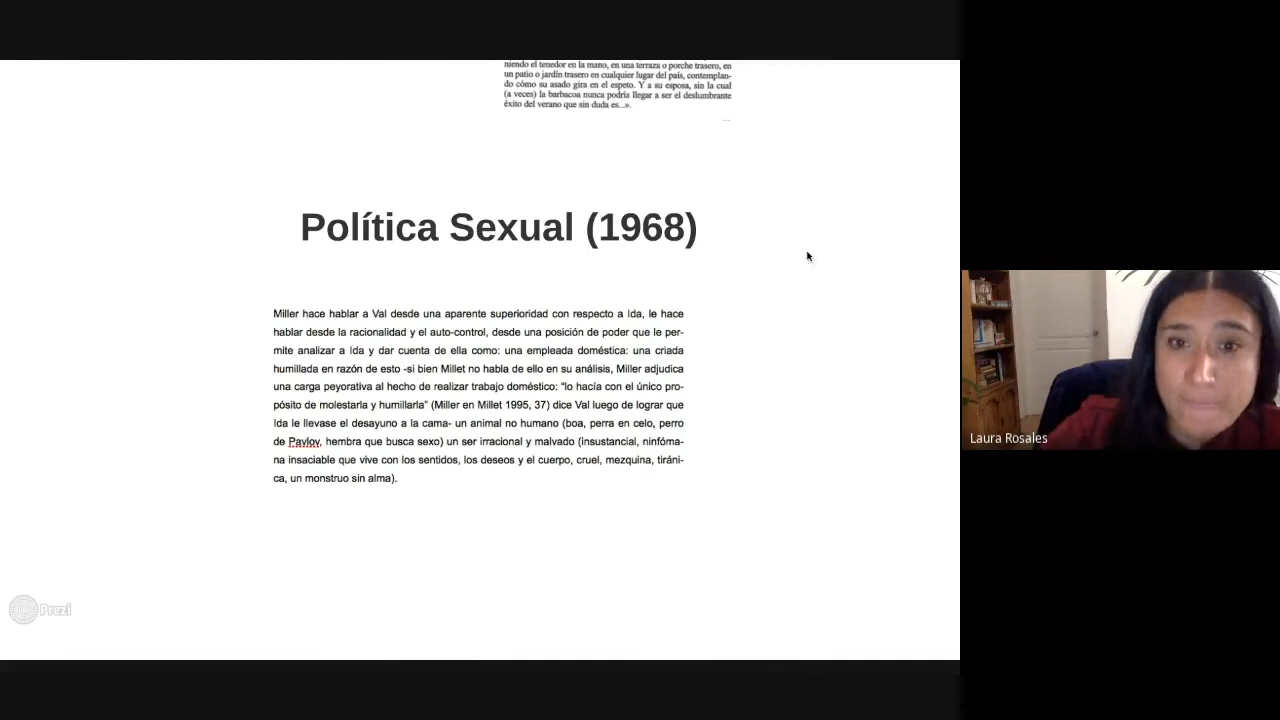 niendo el tenedor en la mano, en una terraza o porche trasero, en
un patio o jardín trasero en cualquier lugar del país, contemplan-
do cómo su asado gira en el espeto. Y a su esposa, sin la cual
(a veces) la barbacoa nunca podría llegar a ser el deslumbrante
éxito del verano que sin duda es...».
Política Sexual (1968)
Miller hace hablar a Val desde una aparente superioridad con respecto a Ida, le hace
hablar desde la racionalidad y el auto-control, desde una posición de poder que le per-
mite analizar a Ida y dar cuenta de ella como: una empleada doméstica: una criada
humillada en razón de esto -si bien Millet no habla de ello en su análisis, Miller adjudica
una carga peyorativa al hecho de realizar trabajo doméstico: “lo hacía con el único pro-
pósito de molestarla y humillarla” (Miller en Millet 1995, 37) dice Val luego de lograr que
Ida le llevase el desayuno a la cama- un animal no humano (boa, perra en celo, perro
de Pavlov, hembra que busca sexo) un ser irracional y malvado (insustancial, ninfóma-
na insaciable que vive con los sentidos, los deseos y el cuerpo, cruel, mezquina, tiráni-
ca, un monstruo sin alma).
Prezi
Laura Rosales